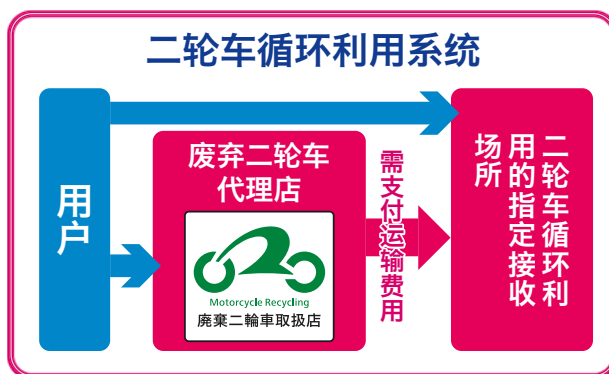 二轮车循环利用系统
用户
废弃二轮车
代理店
Motorcycle Recycling
廃棄二輪車取扱店
需支付运输费用
二轮车循环利
用的指定接收
场所